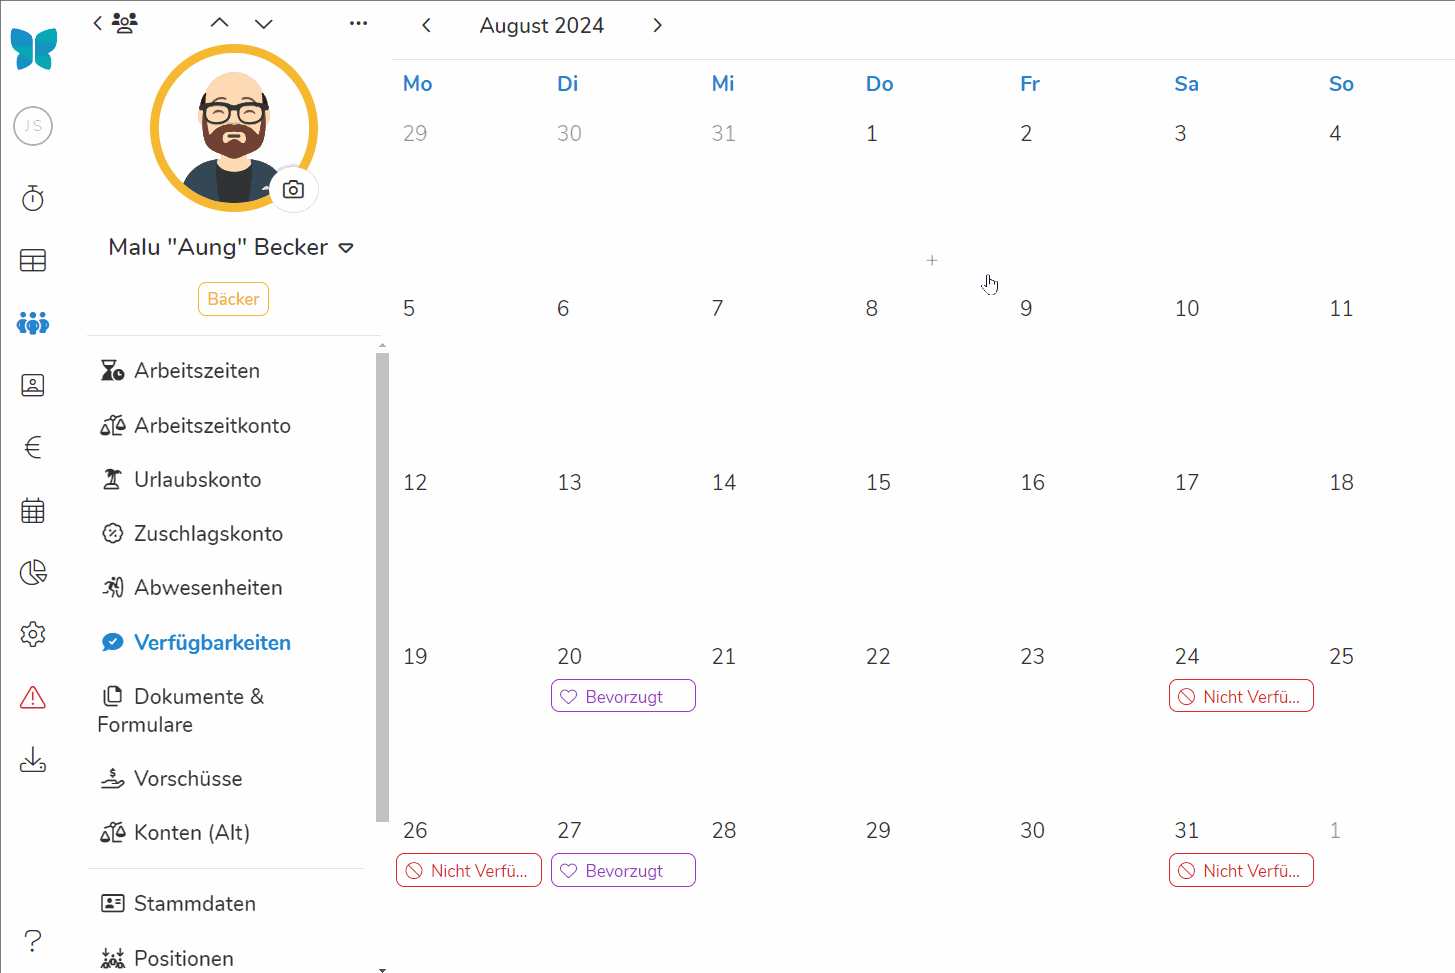 JS
Malu "Aung" Becker
Bäcker
Arbeitszeiten
Arbeitszeitkonto
Urlaubskonto
Zuschlagskonto
Abwesenheiten
Verfügbarkeiten
Dokumente &
Formulare
Vorschüsse
Konten (Alt)
Stammdaten
Positionen
August 2024
Mo Di Mi Do Fr Sa So
29 30 31 1 2 3 4
5 6 7 8 9 10 11
12 13 14 15 16 17 18
19 20 21 22 23 24 25
Bevorzugt Nicht Verfü...
26 27 28 29 30 31 1
Nicht Verfü... Bevorzugt Nicht Verfü...